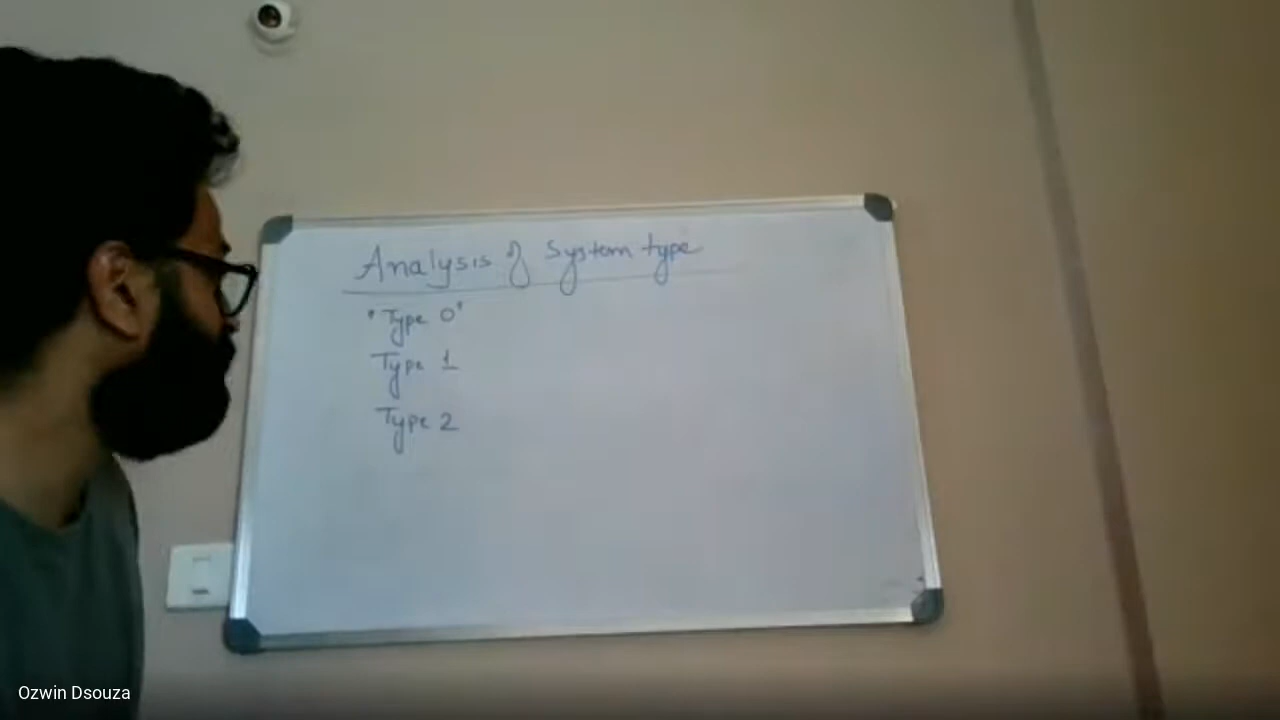 Analysis of System type
"Type 0"
Type 1
Type 2
Ozwin Dsouza